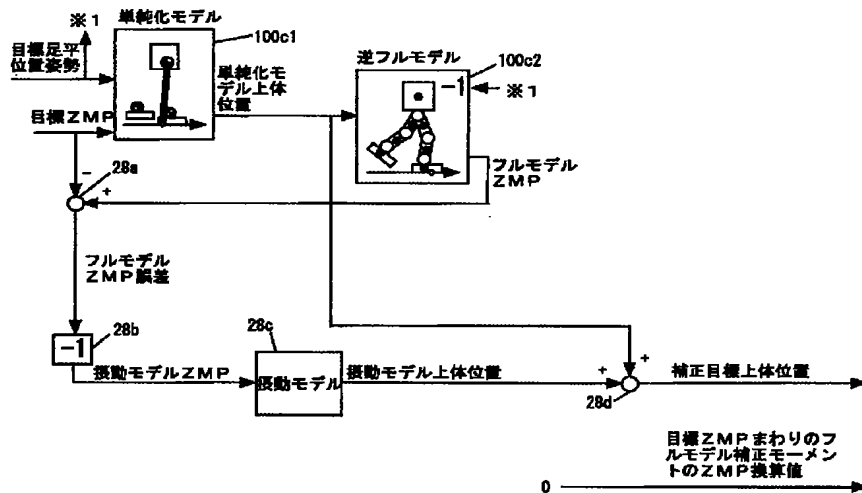 ※1
単純化モデル
100c1
目標足平
位置姿勢
単純化モ
デル上体
位置
逆フルモデル
100c2
-1
※1
目標ZMP
フルモデル
ZMP
-
28a
+
フルモデル
ZMP誤差
28b
-1
28c
摂動モデルZMP
摂動モデル
摂動モデル上体位置
+
+
28d
補正目標上体位置
目標ZMPまわりのフ
ルモデル補正モーメン
トのZMP換算値
0